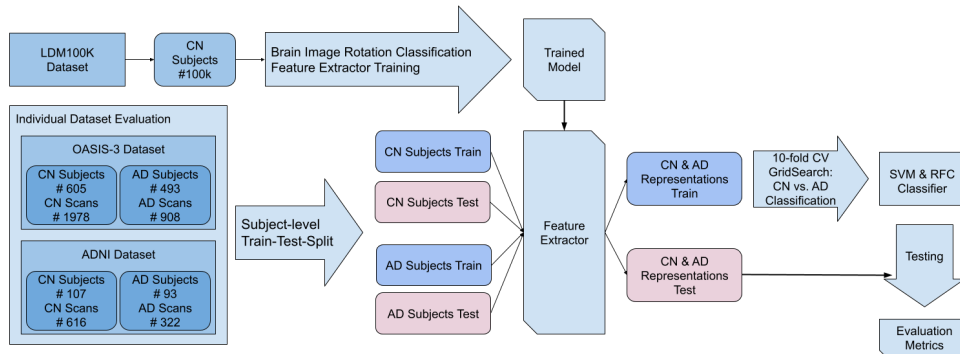 LDM100K
Dataset
CN
Subjects
#100k
Brain Image Rotation Classification
Feature Extractor Training
Trained
Model
Individual Dataset Evaluation
OASIS-3 Dataset
CN Subjects
# 605
CN Scans
# 1978
AD Subjects
# 493
AD Scans
# 908
ADNI Dataset
CN Subjects
# 107
CN Scans
# 616
AD Subjects
# 93
AD Scans
# 322
Subject-level
Train-Test-Split
CN Subjects Train
CN Subjects Test
AD Subjects Train
AD Subjects Test
Feature
Extractor
CN & AD
Representations
Train
CN & AD
Representations
Test
10-fold CV
GridSearch:
CN vs. AD
Classification
SVM & RFC
Classifier
Testing
Evaluation
Metrics